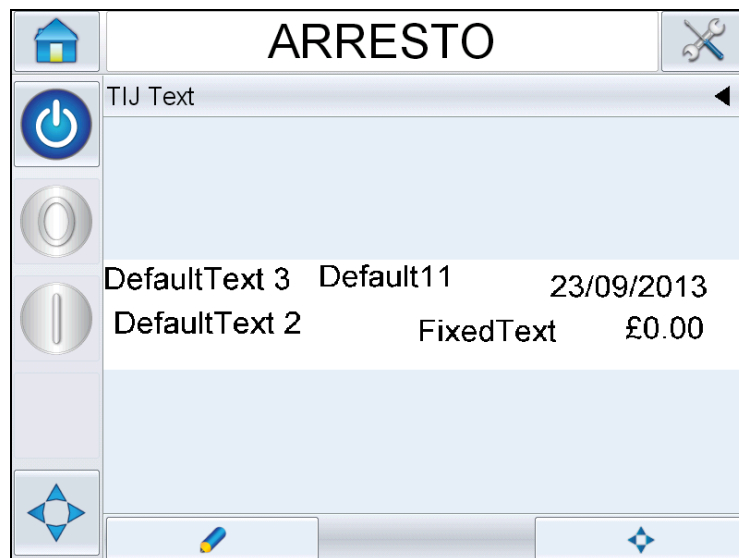 ARRESTO
TIJ Text
DefaultText 3 Default11 23/09/2013
DefaultText 2 FixedText £0.00